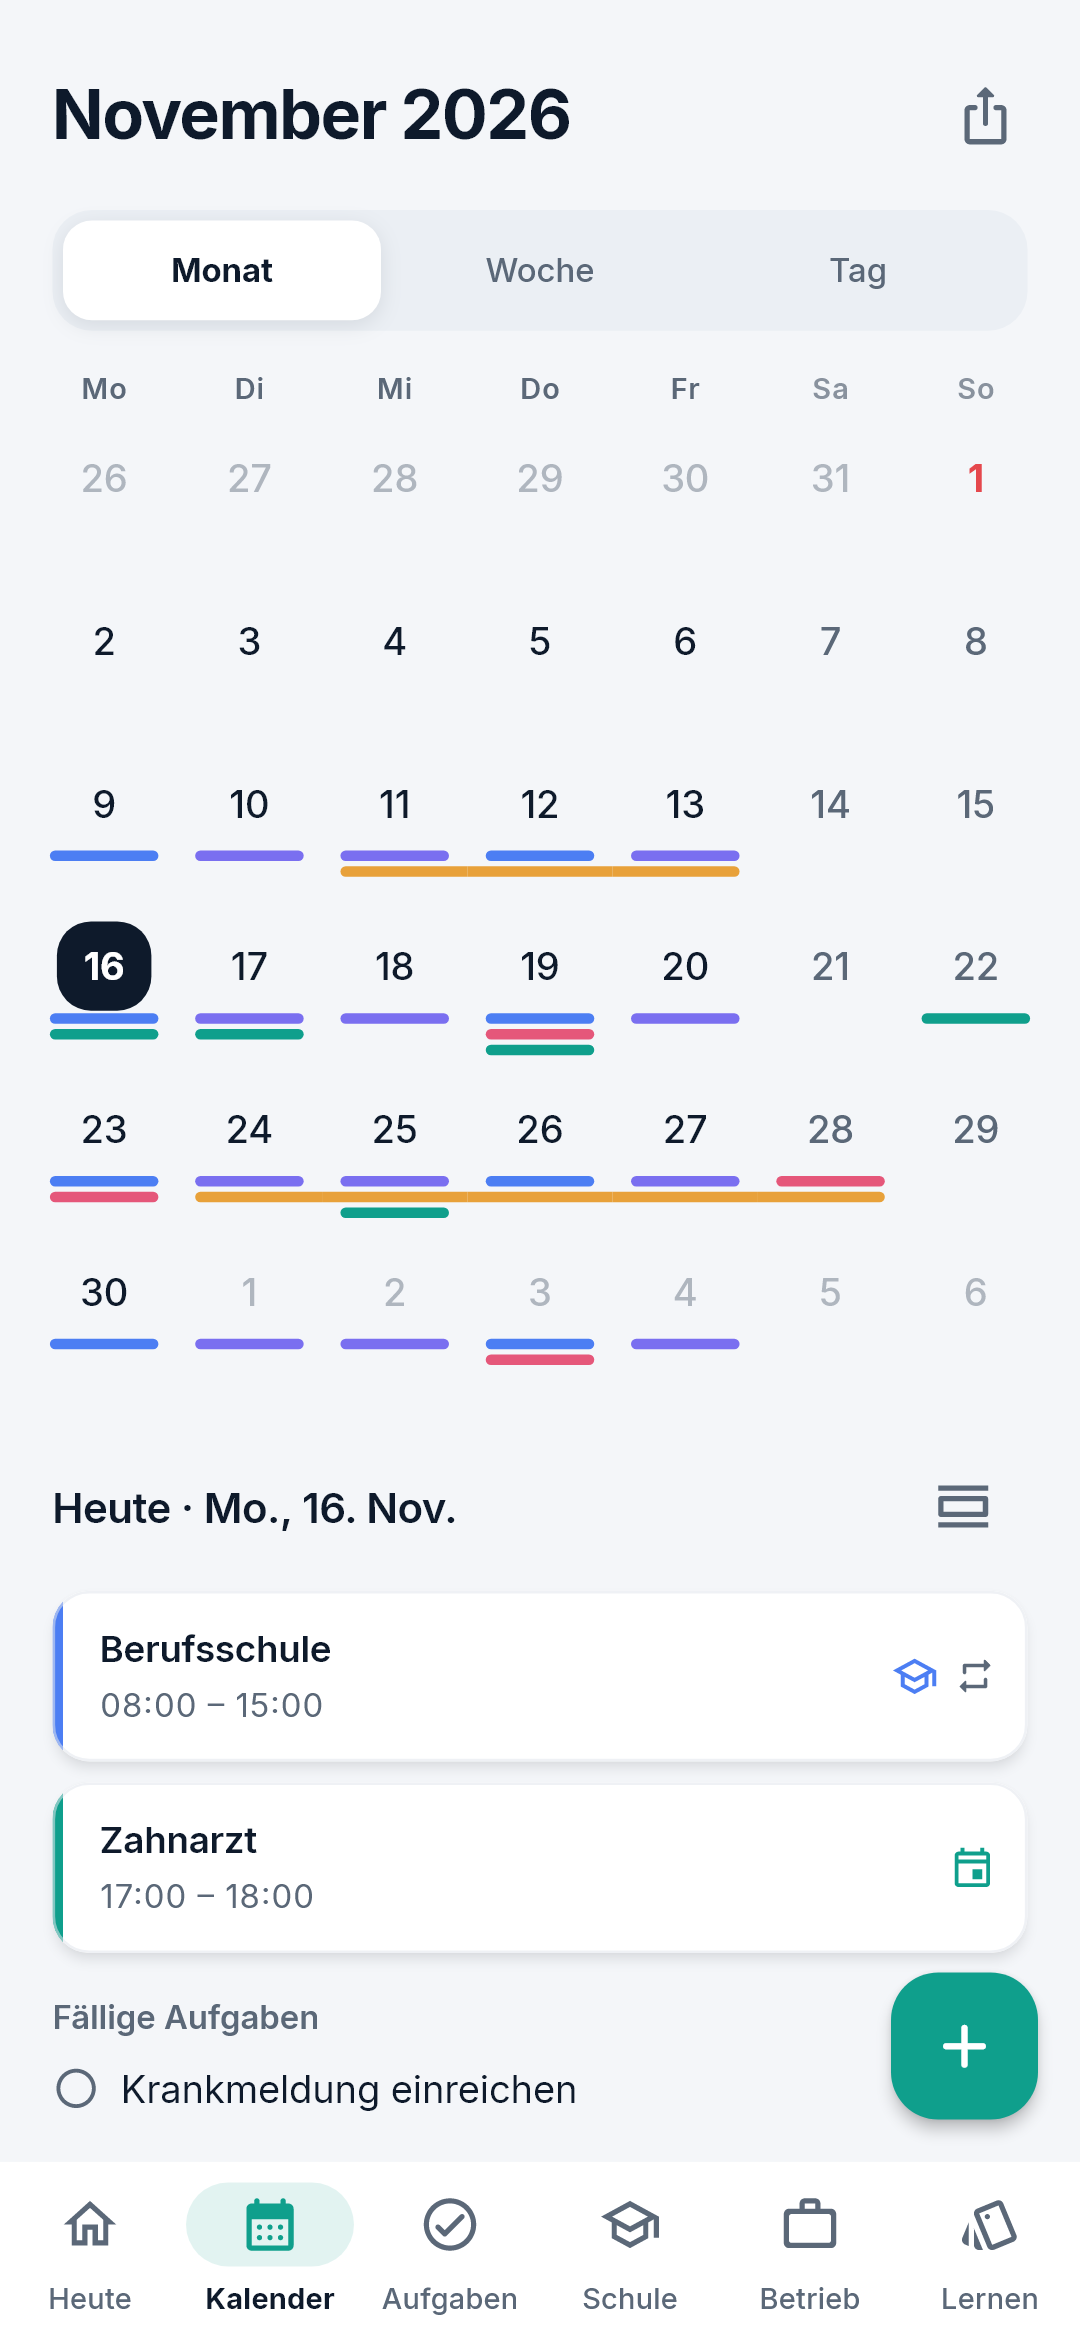 November 2026
Monat Woche Tag
Mo Di Mi Do Fr Sa So
26 27 28 29 30 31 1
2 3 4 5 6 7 8
9 10 11 12 13 14 15
16 17 18 19 20 21 22
23 24 25 26 27 28 29
30 1 2 3 4 5 6
Heute · Mo., 16. Nov.
Berufsschule
08:00 – 15:00
Zahnarzt
17:00 – 18:00
Fällige Aufgaben
Krankmeldung einreichen
Heute Kalender Aufgaben Schule Betrieb Lernen